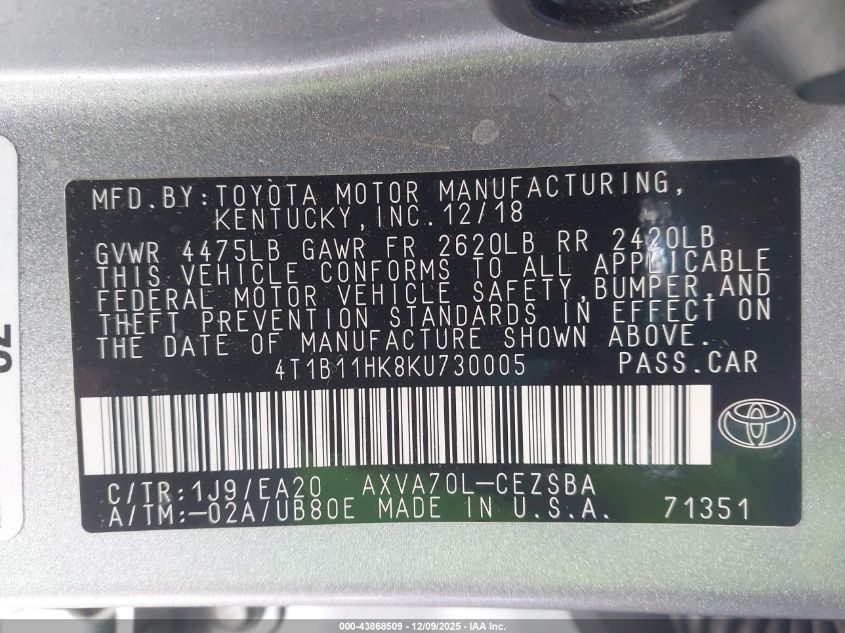 MFD.BY:TOYOTA MOTOR MANUFACTURING,
KENTUCKY,INC.12/18
GVWR 4475LB GAWR FR 2620LB RR 2420LB
THIS VEHICLE CONFORMS TO ALL APPLICABLE
FEDERAL MOTOR VEHICLE SAFETY,BUMPER,AND
THEFT PREVENTION STANDARDS IN EFFECT ON
THE DATE OF MANUFACTURE SHOWN ABOVE.
4T1B11HK8KU730005 PASS.CAR
C/TR:1J9/EA20 AXVA70L-CEZSBA
A/TM:-02A/UB80E MADE IN U.S.A. 71351
000-43868509 - 12/09/2025 - IAA Inc.